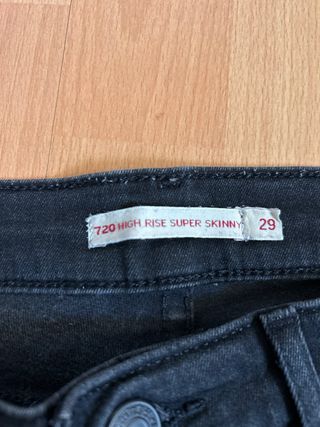 720 HIGH RISE SUPER SKINNY 29